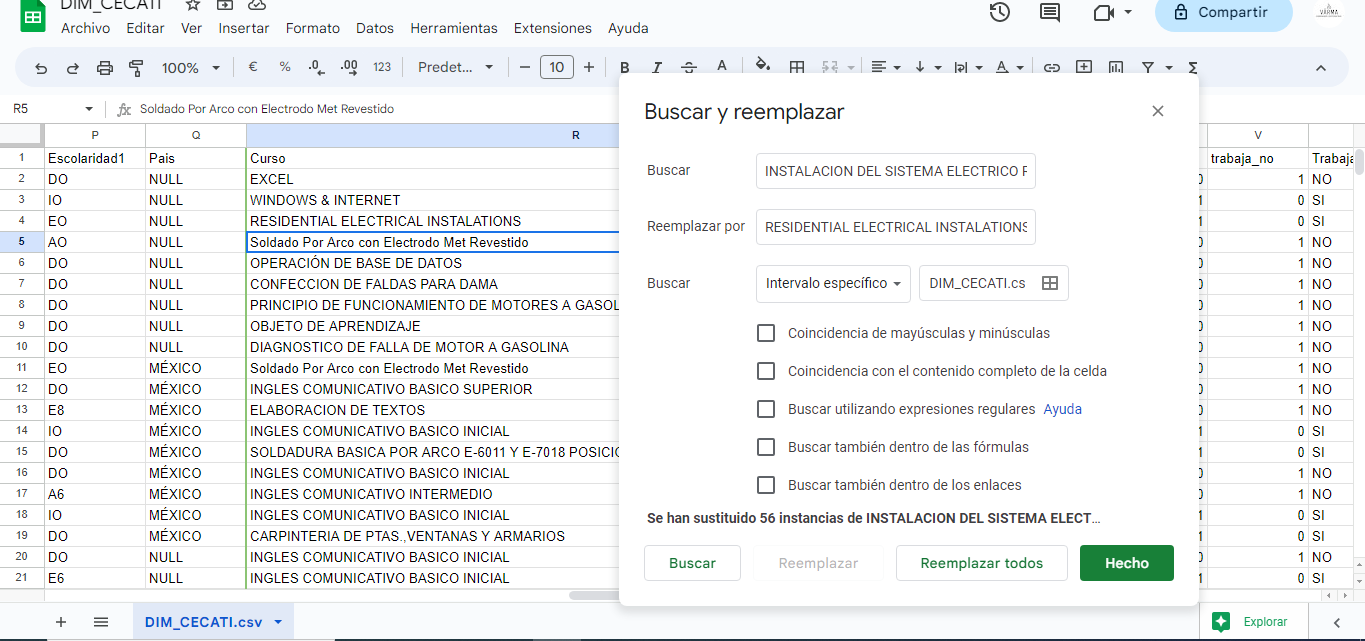 DIM_CECATI
Archivo Editar Ver Insertar Formato Datos Herramientas Extensiones Ayuda
Compartir
VARMA
100% € % .0 .00 123 Predet... 10 B I A
R5 fx Soldado Por Arco con Electrodo Met Revestido
P Q R V
1 Escolaridad1 Pais Curso trabaja_no Trabaja
2 DO NULL EXCEL 0 1 NO
3 IO NULL WINDOWS & INTERNET 1 0 SI
4 EO NULL RESIDENTIAL ELECTRICAL INSTALATIONS 1 0 SI
5 AO NULL Soldado Por Arco con Electrodo Met Revestido 0 1 NO
6 DO NULL OPERACIÓN DE BASE DE DATOS 0 1 NO
7 DO NULL CONFECCION DE FALDAS PARA DAMA 0 1 NO
8 DO NULL PRINCIPIO DE FUNCIONAMIENTO DE MOTORES A GASOL 0 1 NO
9 DO NULL OBJETO DE APRENDIZAJE 0 1 NO
10 DO NULL DIAGNOSTICO DE FALLA DE MOTOR A GASOLINA 0 1 NO
11 EO MÉXICO Soldado Por Arco con Electrodo Met Revestido 0 1 NO
12 DO MÉXICO INGLES COMUNICATIVO BASICO SUPERIOR 0 1 NO
13 E8 MÉXICO ELABORACION DE TEXTOS 0 1 NO
14 IO MÉXICO INGLES COMUNICATIVO BASICO INICIAL 1 0 SI
15 DO MÉXICO SOLDADURA BASICA POR ARCO E-6011 Y E-7018 POSICIO 1 0 SI
16 DO MÉXICO INGLES COMUNICATIVO BASICO INICIAL 0 1 NO
17 A6 MÉXICO INGLES COMUNICATIVO INTERMEDIO 0 1 NO
18 IO MÉXICO INGLES COMUNICATIVO BASICO INICIAL 1 0 SI
19 DO MÉXICO CARPINTERIA DE PTAS.,VENTANAS Y ARMARIOS 1 0 SI
20 DO NULL INGLES COMUNICATIVO BASICO INICIAL 0 1 NO
21 E6 NULL INGLES COMUNICATIVO BASICO INICIAL 1 0 SI
Buscar y reemplazar
Buscar INSTALACION DEL SISTEMA ELECTRICO
Reemplazar por RESIDENTIAL ELECTRICAL INSTALATIONS
Buscar Intervalo específico DIM_CECATI.cs
Coincidencia de mayúsculas y minúsculas
Coincidencia con el contenido completo de la celda
Buscar utilizando expresiones regulares Ayuda
Buscar también dentro de las fórmulas
Buscar también dentro de los enlaces
Se han sustituido 56 instancias de INSTALACION DEL SISTEMA ELECT...
Buscar Reemplazar Reemplazar todos Hecho
DIM_CECATI.csv
Explorar